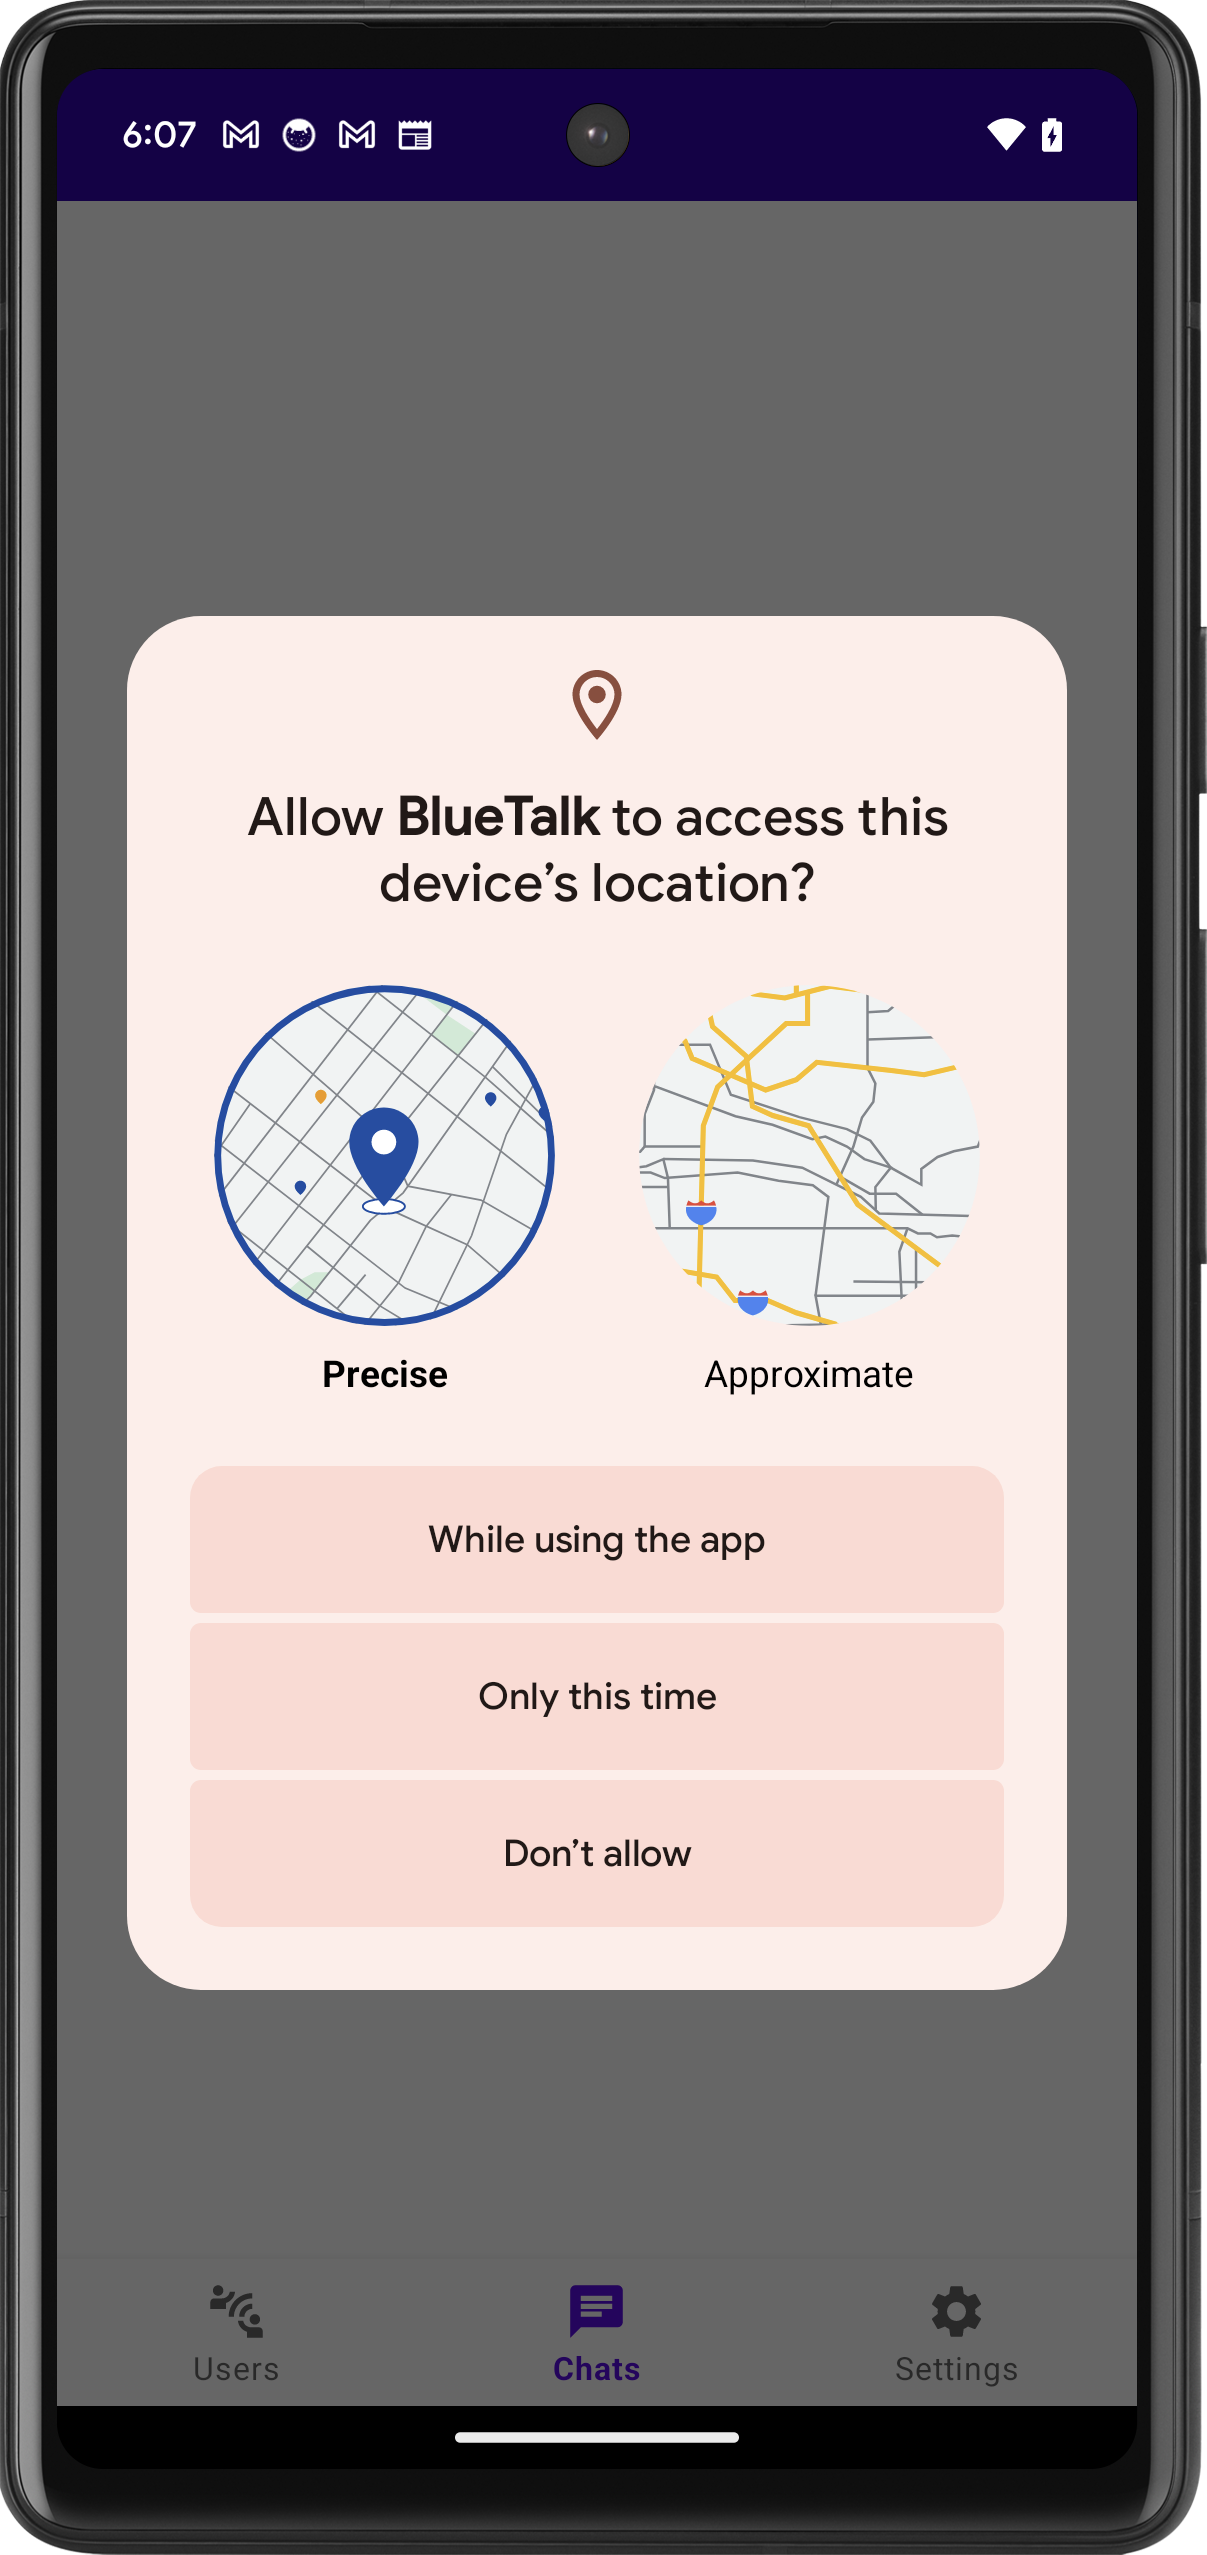 6:07
Allow BlueTalk to access this
device’s location?
Precise Approximate
While using the app
Only this time
Don’t allow
Users Chats Settings